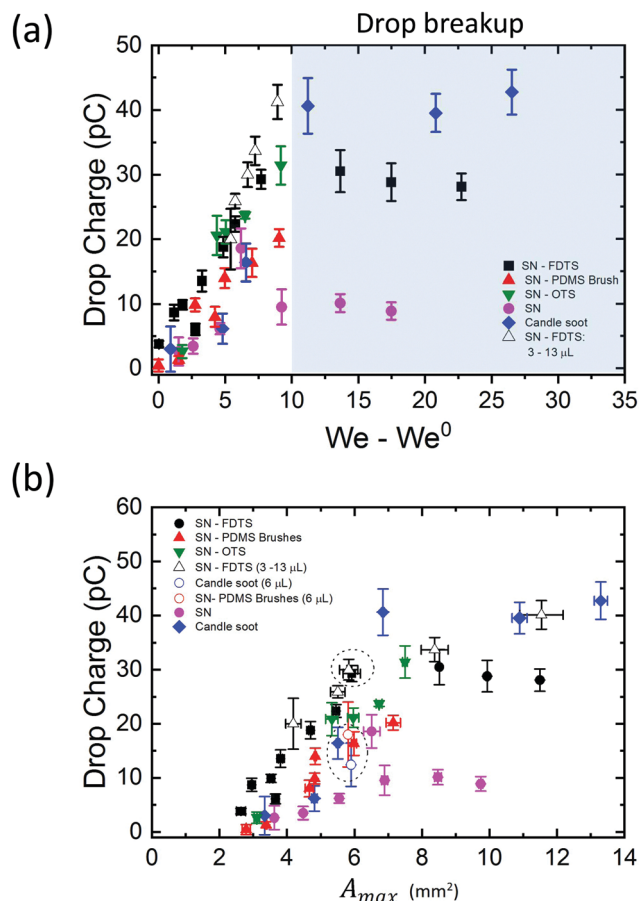 (a)
Drop breakup
50
40
30
20
10
0
Drop Charge (pC)
SN - FDTS
SN - PDMS Brush
SN - OTS
SN
Candle soot
SN - FDTS:
3 - 13 µL
0 5 10 15 20 25 30 35
We - We⁰
(b)
60
50
40
30
20
10
0
Drop Charge (pC)
SN - FDTS
SN - PDMS Brushes
SN - OTS
SN - FDTS (3 -13 µL)
Candle soot (6 µL)
SN- PDMS Brushes (6 µL)
SN
Candle soot
0 2 4 6 8 10 12 14
Amax (mm²)